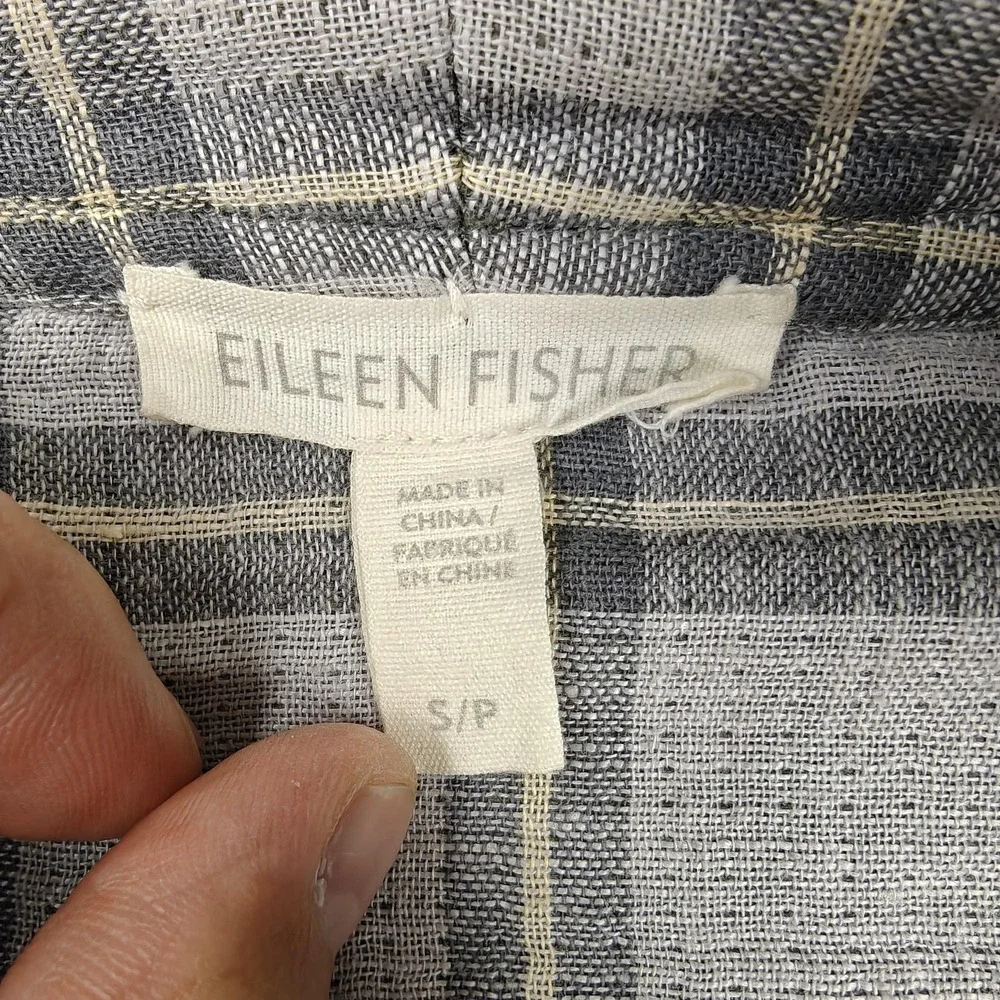 EILEEN FISHER
MADE IN
CHINA /
FABRIQUÉ
EN CHINE
S/P